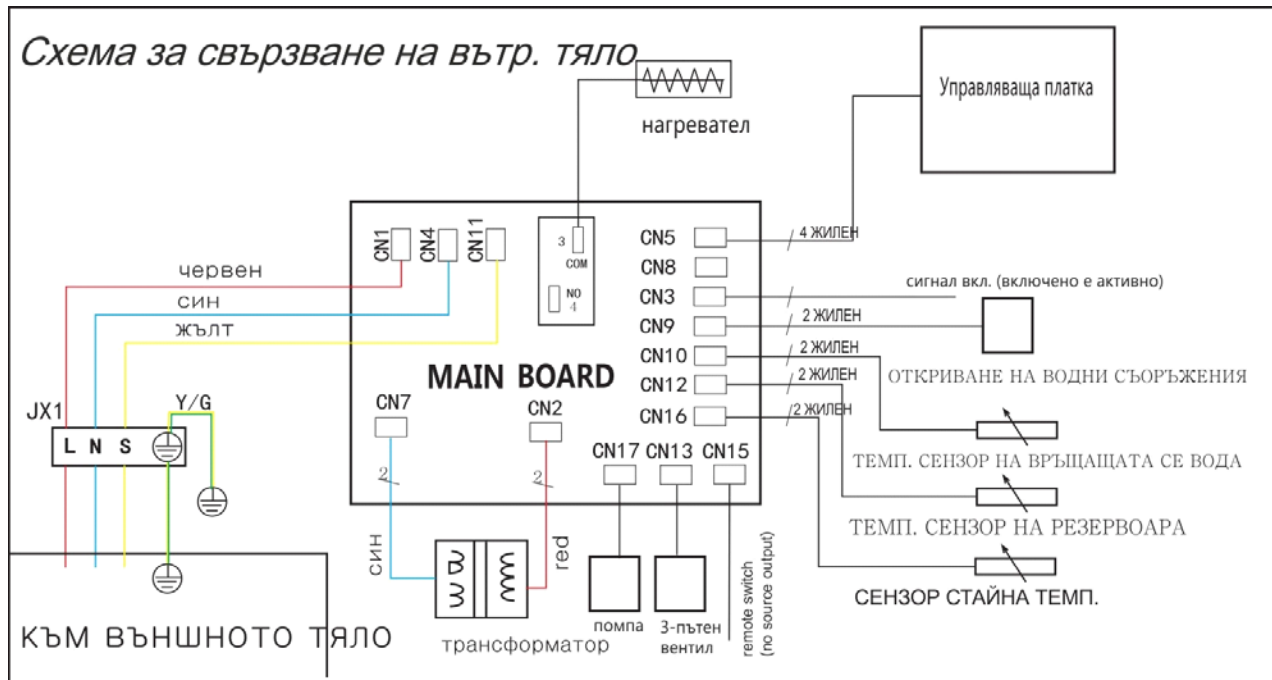 Схема за свързване на вътр. тяло
нагревател
Управляваща платка
CN1
CN4
CN11
3
COM
NO
4
CN5
4 ЖИЛЕН
CN8
червен
CN3
сигнал вкл. (включено е активно)
син
CN9
2 ЖИЛЕН
жълт
CN10
2 ЖИЛЕН
ОТКРИВАНЕ НА ВОДНИ СЪОРЪЖЕНИЯ
MAIN BOARD
CN12
2 ЖИЛЕН
JX1
Y/G
CN7
CN2
CN16
2 ЖИЛЕН
L N S
CN17 CN13 CN15
ТЕМП. СЕНЗОР НА ВРЪЩАЩАТА СЕ ВОДА
2
2
ТЕМП. СЕНЗОР НА РЕЗЕРВОАРА
син
red
remote switch
(no source output)
СЕНЗОР СТАЙНА ТЕМП.
помпа
3-пътен
вентил
трансформатор
КЪМ ВЪНШНОТО ТЯЛО